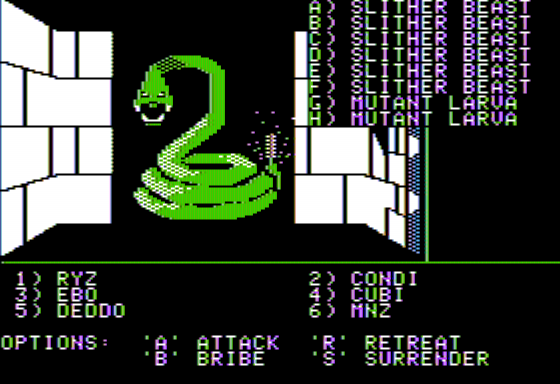 A) SLITHER BEAST
B) SLITHER BEAST
C) SLITHER BEAST
D) SLITHER BEAST
E) SLITHER BEAST
F) SLITHER BEAST
G) MUTANT LARVA
H) MUTANT LARVA
1) RYZ 2) CONDI
3) EBO 4) CUBI
5) DEDDO 6) MNZ
OPTIONS: 'A' ATTACK 'R' RETREAT
'B' BRIBE 'S' SURRENDER